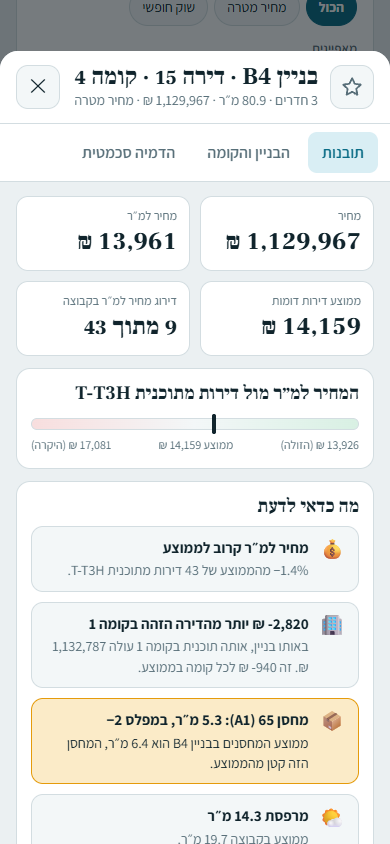 הכול
מחיר מטרה
שוק חופשי
בניין B4 · דירה 15 · קומה 4
3 חדרים · 80.9 מ״ר · 1,129,967 ₪ · מחיר מטרה
תובנות
הבניין והקומה
הדמיה סכמטית
מחיר
1,129,967 ₪
מחיר למ״ר
13,961 ₪
ממוצע דירות דומות
14,159 ₪
דירוג מחיר למ״ר בקבוצה
9 מתוך 43
המחיר למ״ר מול דירות מתוכנית T-T3H
13,926 ₪ (הזולה)
ממוצע 14,159 ₪
17,081 ₪ (היקרה)
מה כדאי לדעת
מחיר למ״ר קרוב לממוצע
−1.4% מהממוצע של 43 דירות מתוכנית T-T3H.
-2,820 ₪ יותר מהדירה הזהה בקומה 1
באותו בניין, אותה תוכנית בקומה 1 עולה 1,132,787
₪. זה -940 ₪ לכל קומה בממוצע.
מחסן 65 (A1): 5.3 מ״ר, במפלס −2
ממוצע המחסנים בבניין B4 הוא 6.4 מ״ר, המחסן
הזה קטן מהממוצע.
מרפסת 14.3 מ״ר
ממוצע בקבוצה 19.7 מ״ר.